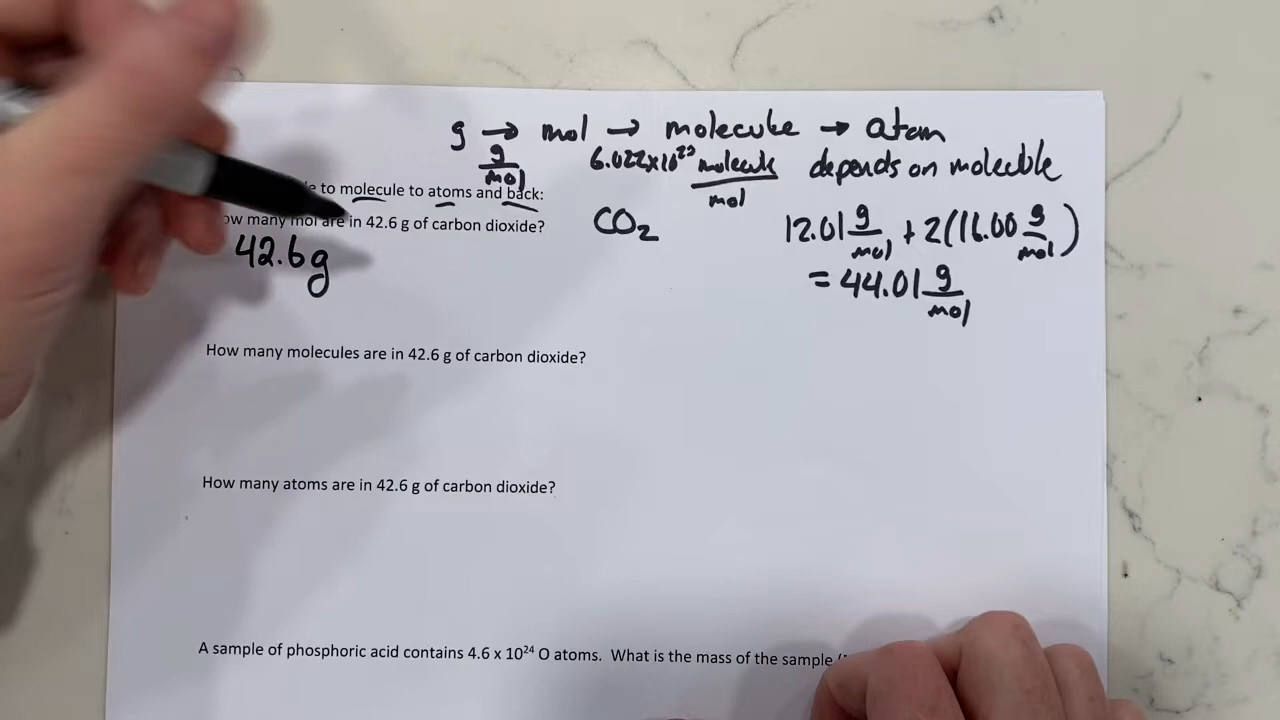 g → mol → molecule → atom
g/mol 6.022x10²³ molecule/mol depends on molecule
to molecule to atoms and back:
ow many mol are in 42.6 g of carbon dioxide?
CO₂ 12.01 g/mol + 2(16.00 g/mol)
42.6g
= 44.01 g/mol
How many molecules are in 42.6 g of carbon dioxide?
How many atoms are in 42.6 g of carbon dioxide?
A sample of phosphoric acid contains 4.6 x 10²⁴ O atoms. What is the mass of the sample